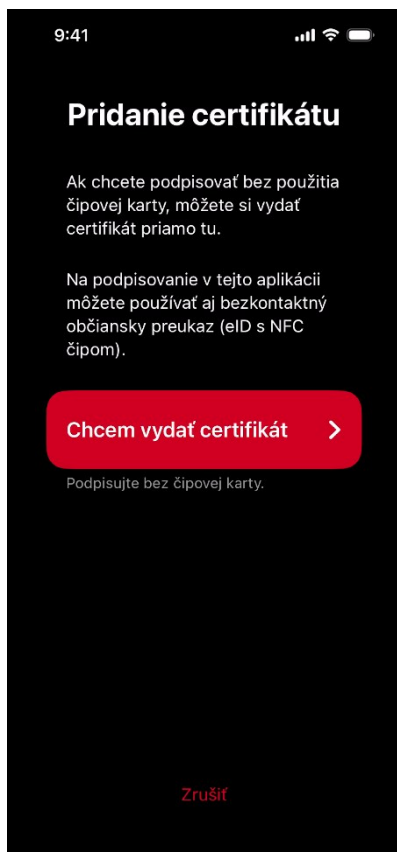 9:41
Pridanie certifikátu
Ak chcete podpisovať bez použitia
čipovej karty, môžete si vydať
certifikát priamo tu.
Na podpisovanie v tejto aplikácii
môžete používať aj bezkontaktný
občiansky preukaz (eID s NFC
čipom).
Chcem vydať certifikát
Podpisujte bez čipovej karty.
Zrušiť